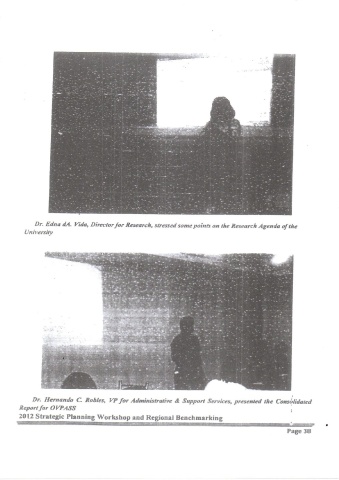 Dr. Edna dA. Vida, Director for Research, stressed some points on the Research Agenda of the
University
Dr. Hernando C. Robles, VP for Administrative & Support Services, presented the Consolidated
Report for OVPASS
2012 Strategic Planning Workshop and Regional Benchmarking
Page 38